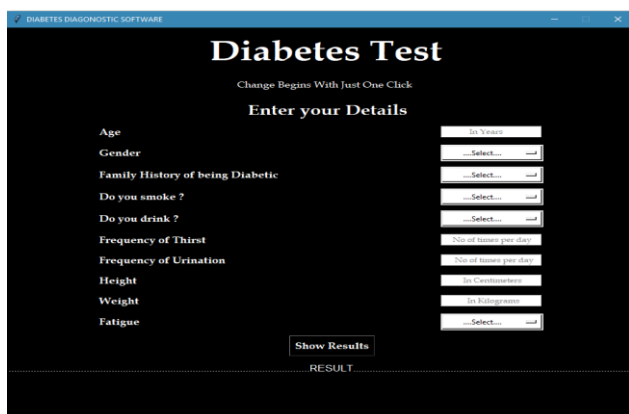 DIABETES DIAGONOSTIC SOFTWARE
Diabetes Test
Change Begins With Just One Click
Enter your Details
Age In Years
Gender ....Select....
Family History of being Diabetic ....Select....
Do you smoke ? ....Select....
Do you drink ? ....Select....
Frequency of Thirst No of times per day
Frequency of Urination No of times per day
Height In Centimeters
Weight In Kilograms
Fatigue ....Select....
Show Results
RESULT